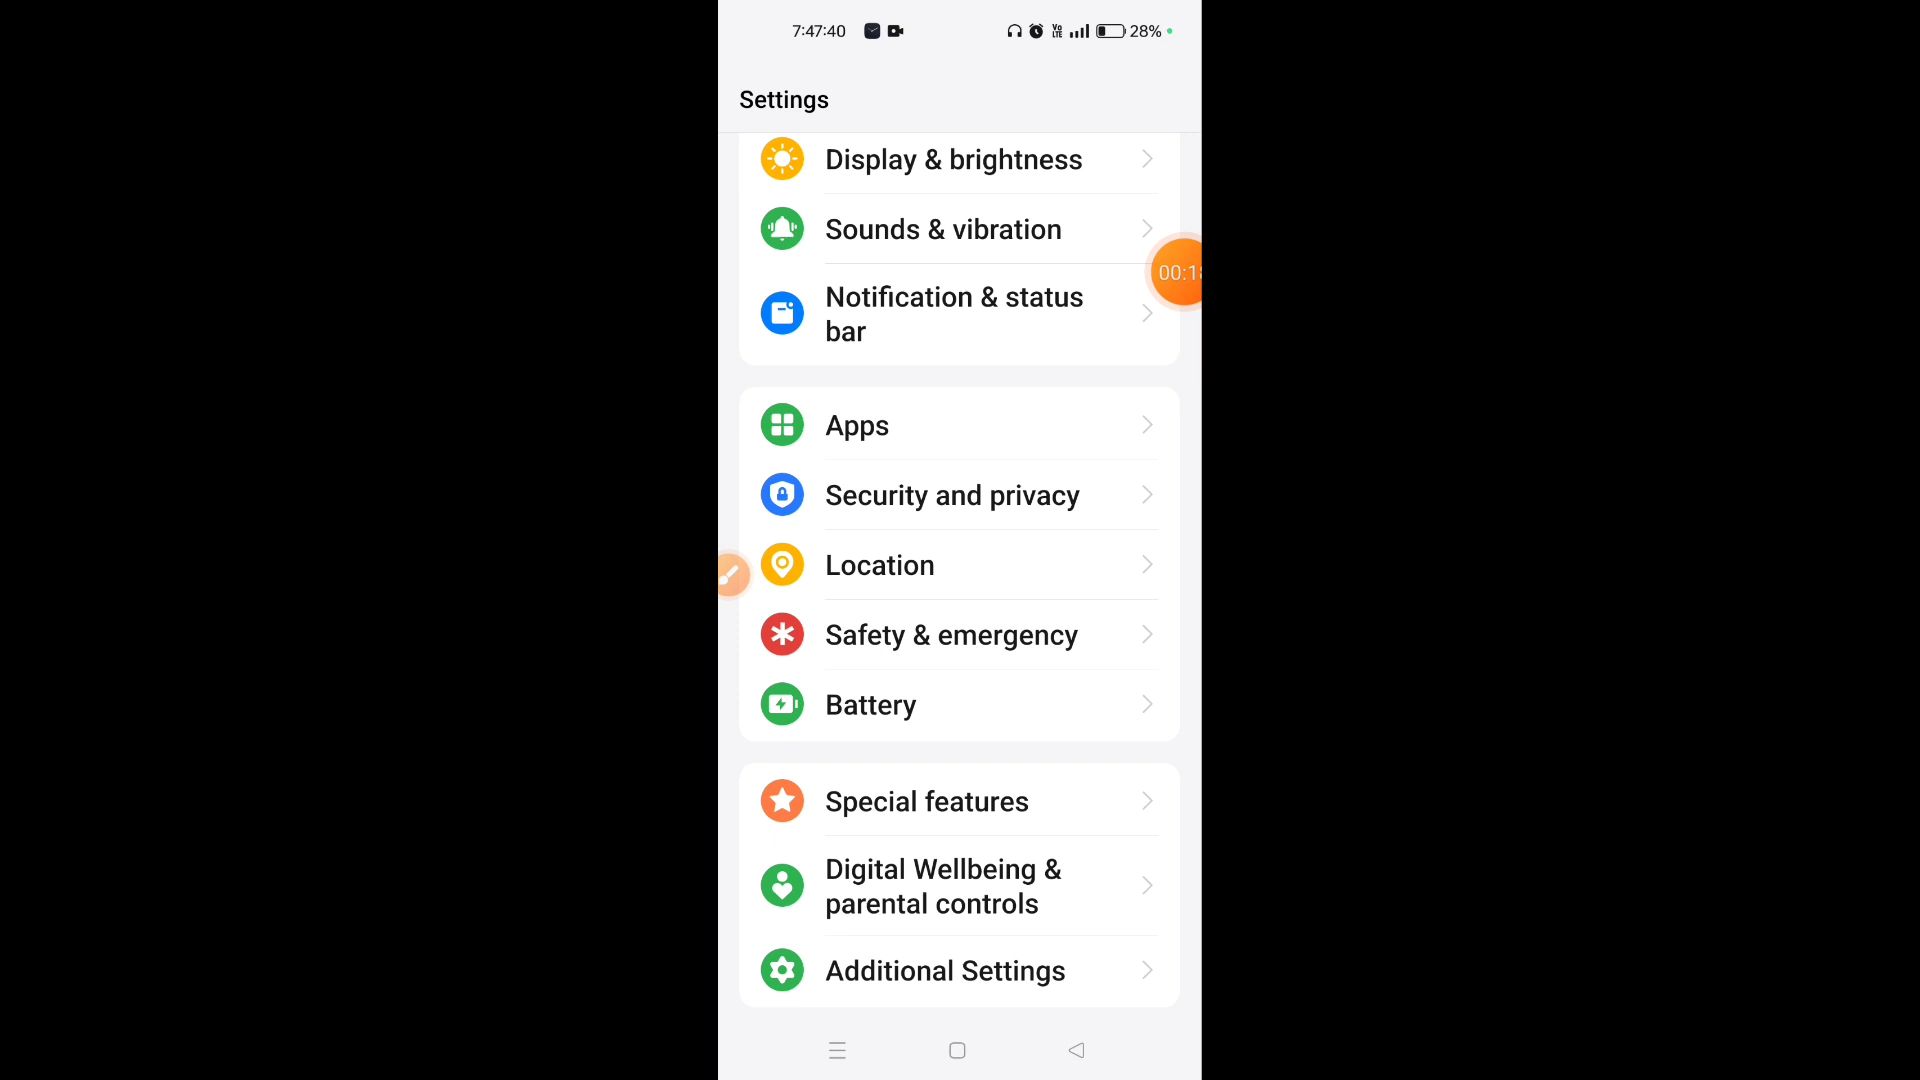 7:47:40 28%
Settings
Display & brightness
Sounds & vibration
Notification & status
bar
Apps
Security and privacy
Location
Safety & emergency
Battery
Special features
Digital Wellbeing &
parental controls
Additional Settings